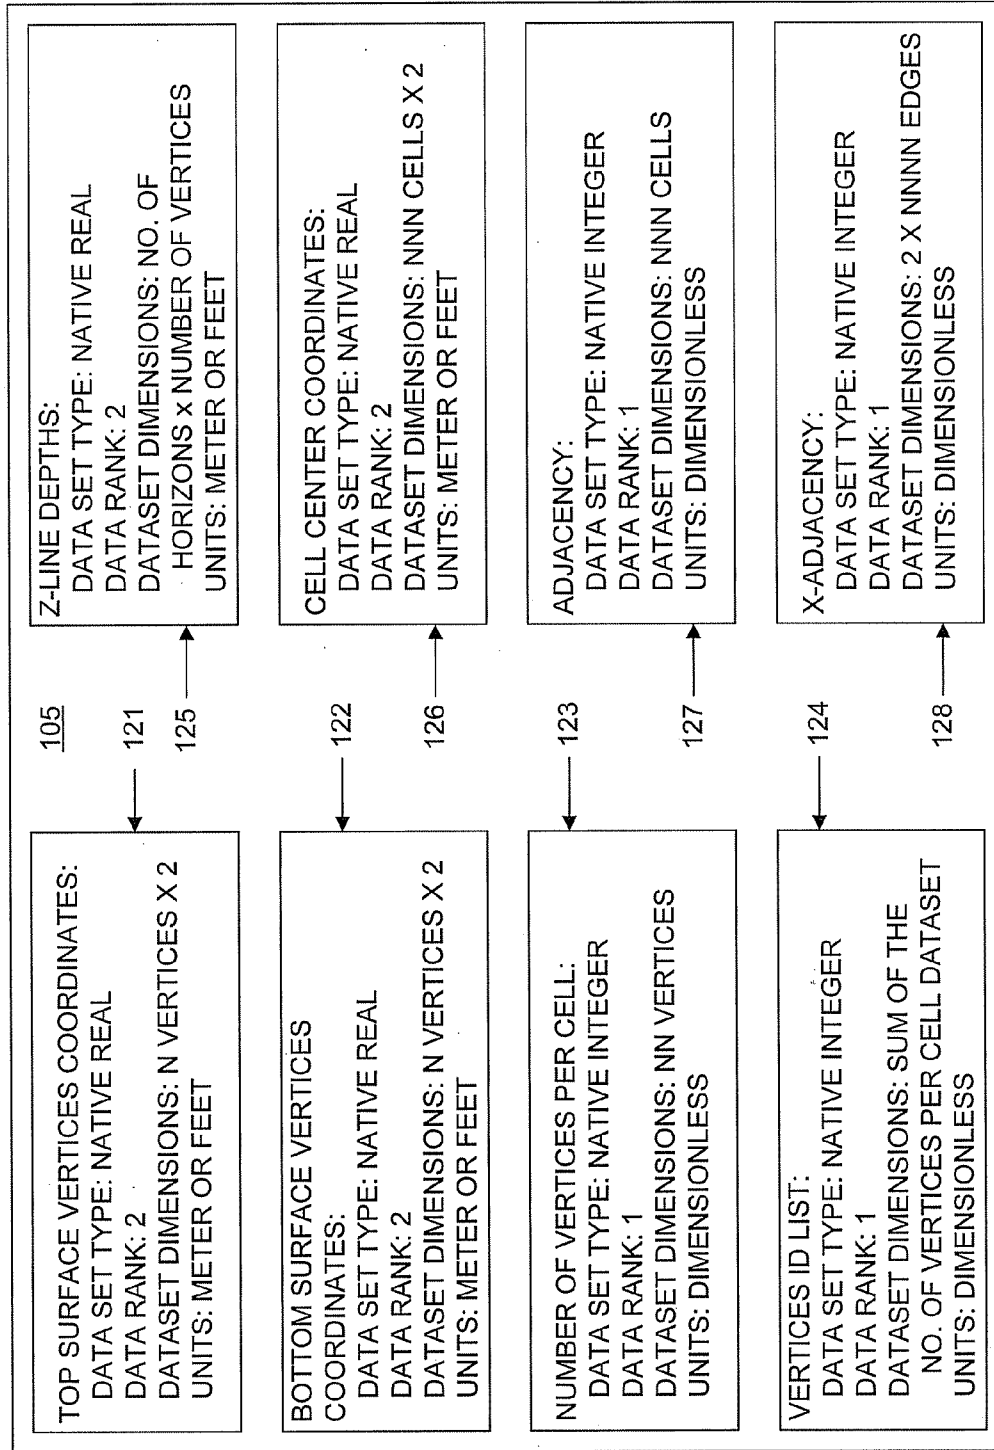 105
TOP SURFACE VERTICES COORDINATES:
DATA SET TYPE: NATIVE REAL
DATA RANK: 2
DATASET DIMENSIONS: N VERTICES X 2
UNITS: METER OR FEET
121
Z-LINE DEPTHS:
DATA SET TYPE: NATIVE REAL
DATA RANK: 2
DATASET DIMENSIONS: NO. OF
HORIZONS x NUMBER OF VERTICES
UNITS: METER OR FEET
125
BOTTOM SURFACE VERTICES
COORDINATES:
DATA SET TYPE: NATIVE REAL
DATA RANK: 2
DATASET DIMENSIONS: N VERTICES X 2
UNITS: METER OR FEET
122
CELL CENTER COORDINATES:
DATA SET TYPE: NATIVE REAL
DATA RANK: 2
DATASET DIMENSIONS: NNN CELLS X 2
UNITS: METER OR FEET
126
NUMBER OF VERTICES PER CELL:
DATA SET TYPE: NATIVE INTEGER
DATA RANK: 1
DATASET DIMENSIONS: NN VERTICES
UNITS: DIMENSIONLESS
123
ADJACENCY:
DATA SET TYPE: NATIVE INTEGER
DATA RANK: 1
DATASET DIMENSIONS: NNN CELLS
UNITS: DIMENSIONLESS
127
VERTICES ID LIST:
DATA SET TYPE: NATIVE INTEGER
DATA RANK: 1
DATASET DIMENSIONS: SUM OF THE
NO. OF VERTICES PER CELL DATASET
UNITS: DIMENSIONLESS
124
X-ADJACENCY:
DATA SET TYPE: NATIVE INTEGER
DATA RANK: 1
DATASET DIMENSIONS: 2 X NNNN EDGES
UNITS: DIMENSIONLESS
128